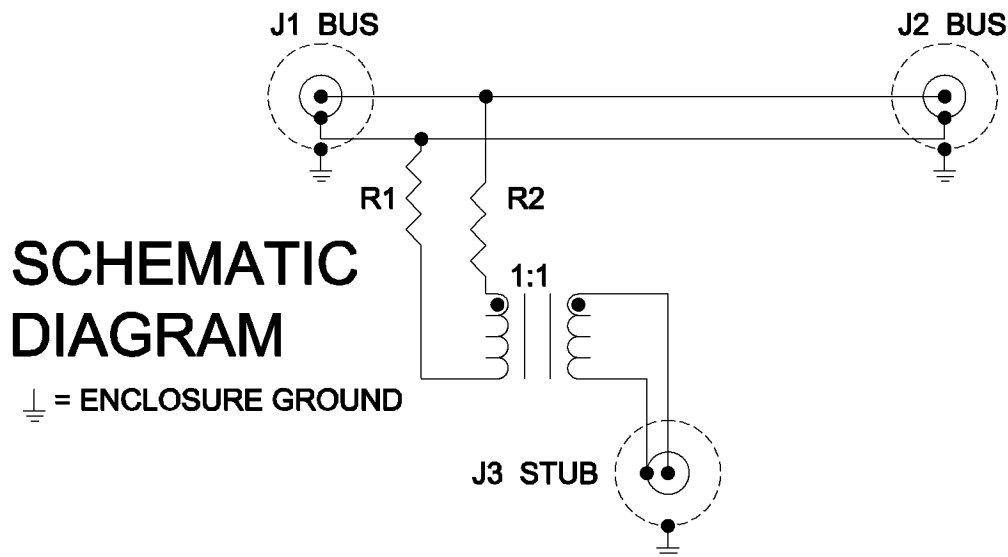 J1 BUS
J2 BUS
R1
R2
1:1
SCHEMATIC
DIAGRAM
= ENCLOSURE GROUND
J3 STUB